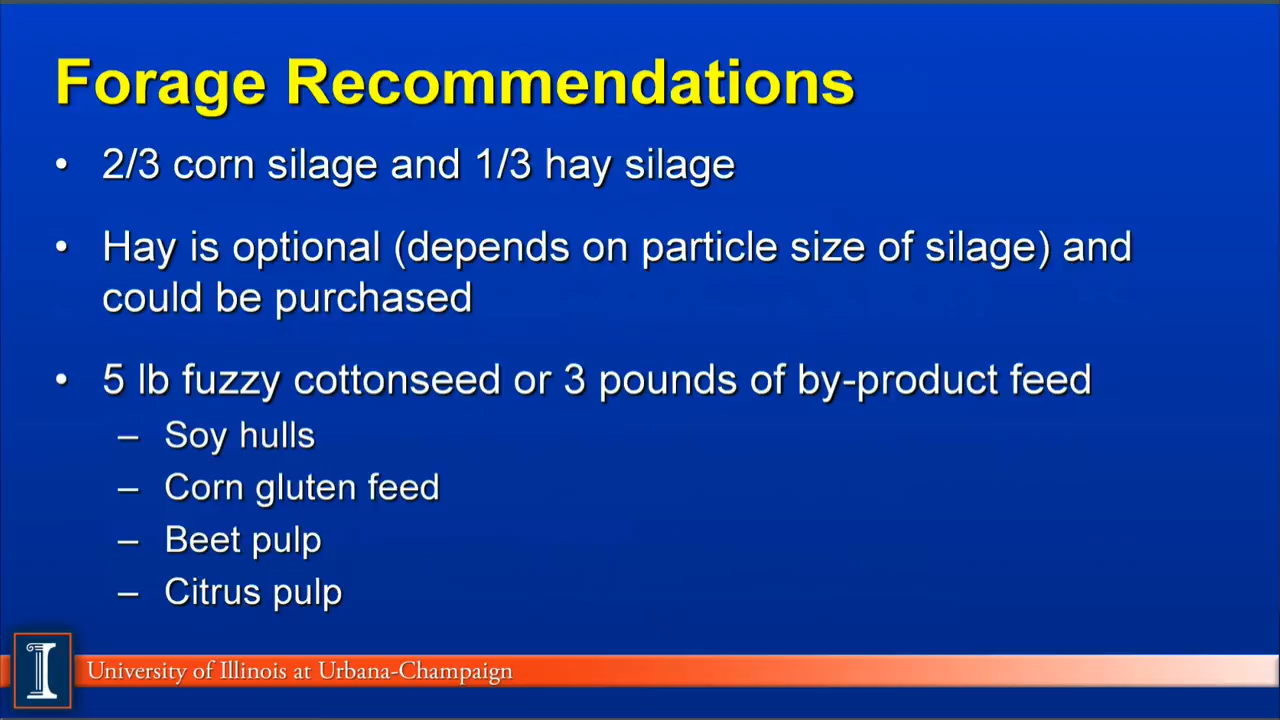 Forage Recommendations
• 2/3 corn silage and 1/3 hay silage
• Hay is optional (depends on particle size of silage) and
could be purchased
• 5 lb fuzzy cottonseed or 3 pounds of by-product feed
– Soy hulls
– Corn gluten feed
– Beet pulp
– Citrus pulp
I
University of Illinois at Urbana-Champaign